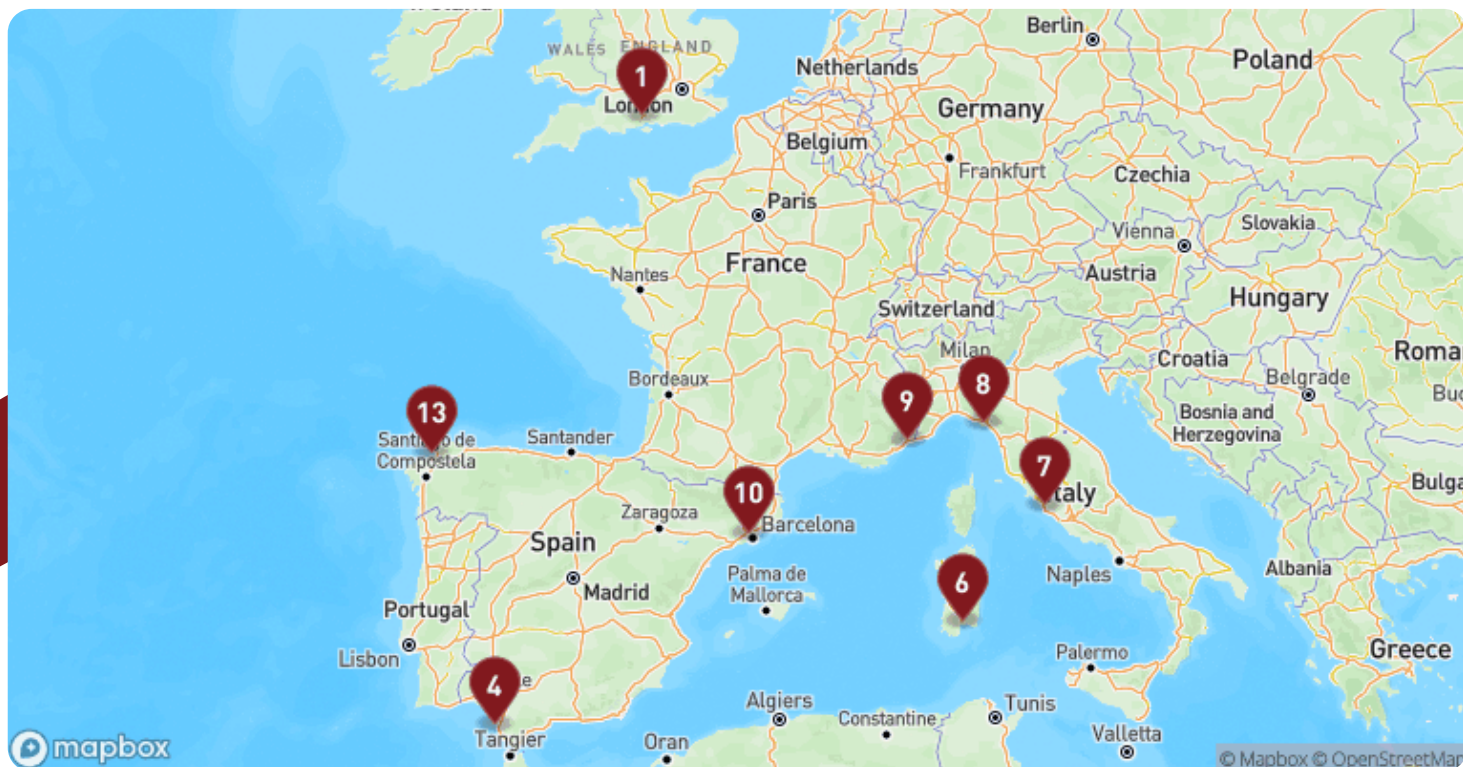 WALES
ENGLAND
1
London
Netherlands
Berlin
Poland
Germany
Belgium
Frankfurt
Czechia
Paris
Slovakia
Vienna
France
Nantes
Austria
Hungary
Switzerland
Milan
Croatia
Bordeaux
Belgrade
9
8
13
Bosnia and
Herzegovina
Santander
Compostela
7
10
Zaragoza
Barcelona
Spain
Palma de
Mallorca
6
Naples
Albania
Madrid
Portugal
Lisbon
Palermo
Greece
4
Algiers
Constantine
Tunis
Tangier
Oran
Valletta
mapbox
© Mapbox © OpenStreetMap